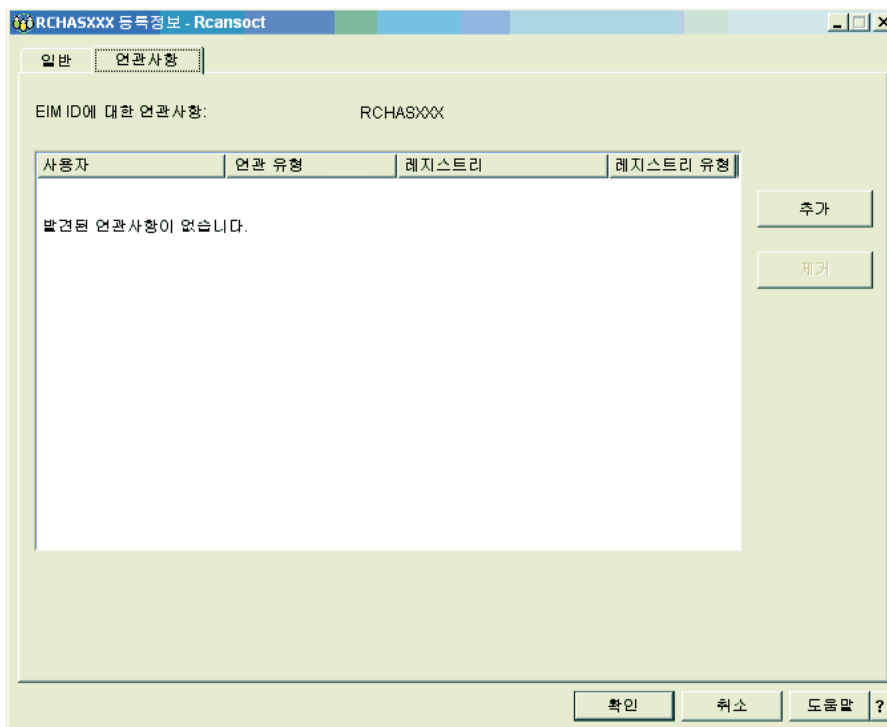 RCHASXXX 등록정보 - Rcansoct
일반 연관사항
EIM ID에 대한 연관사항: RCHASXXX
사용자 연관 유형 레지스트리 레지스트리 유형
발견된 연관사항이 없습니다.
추가
제거
확인 취소 도움말 ?